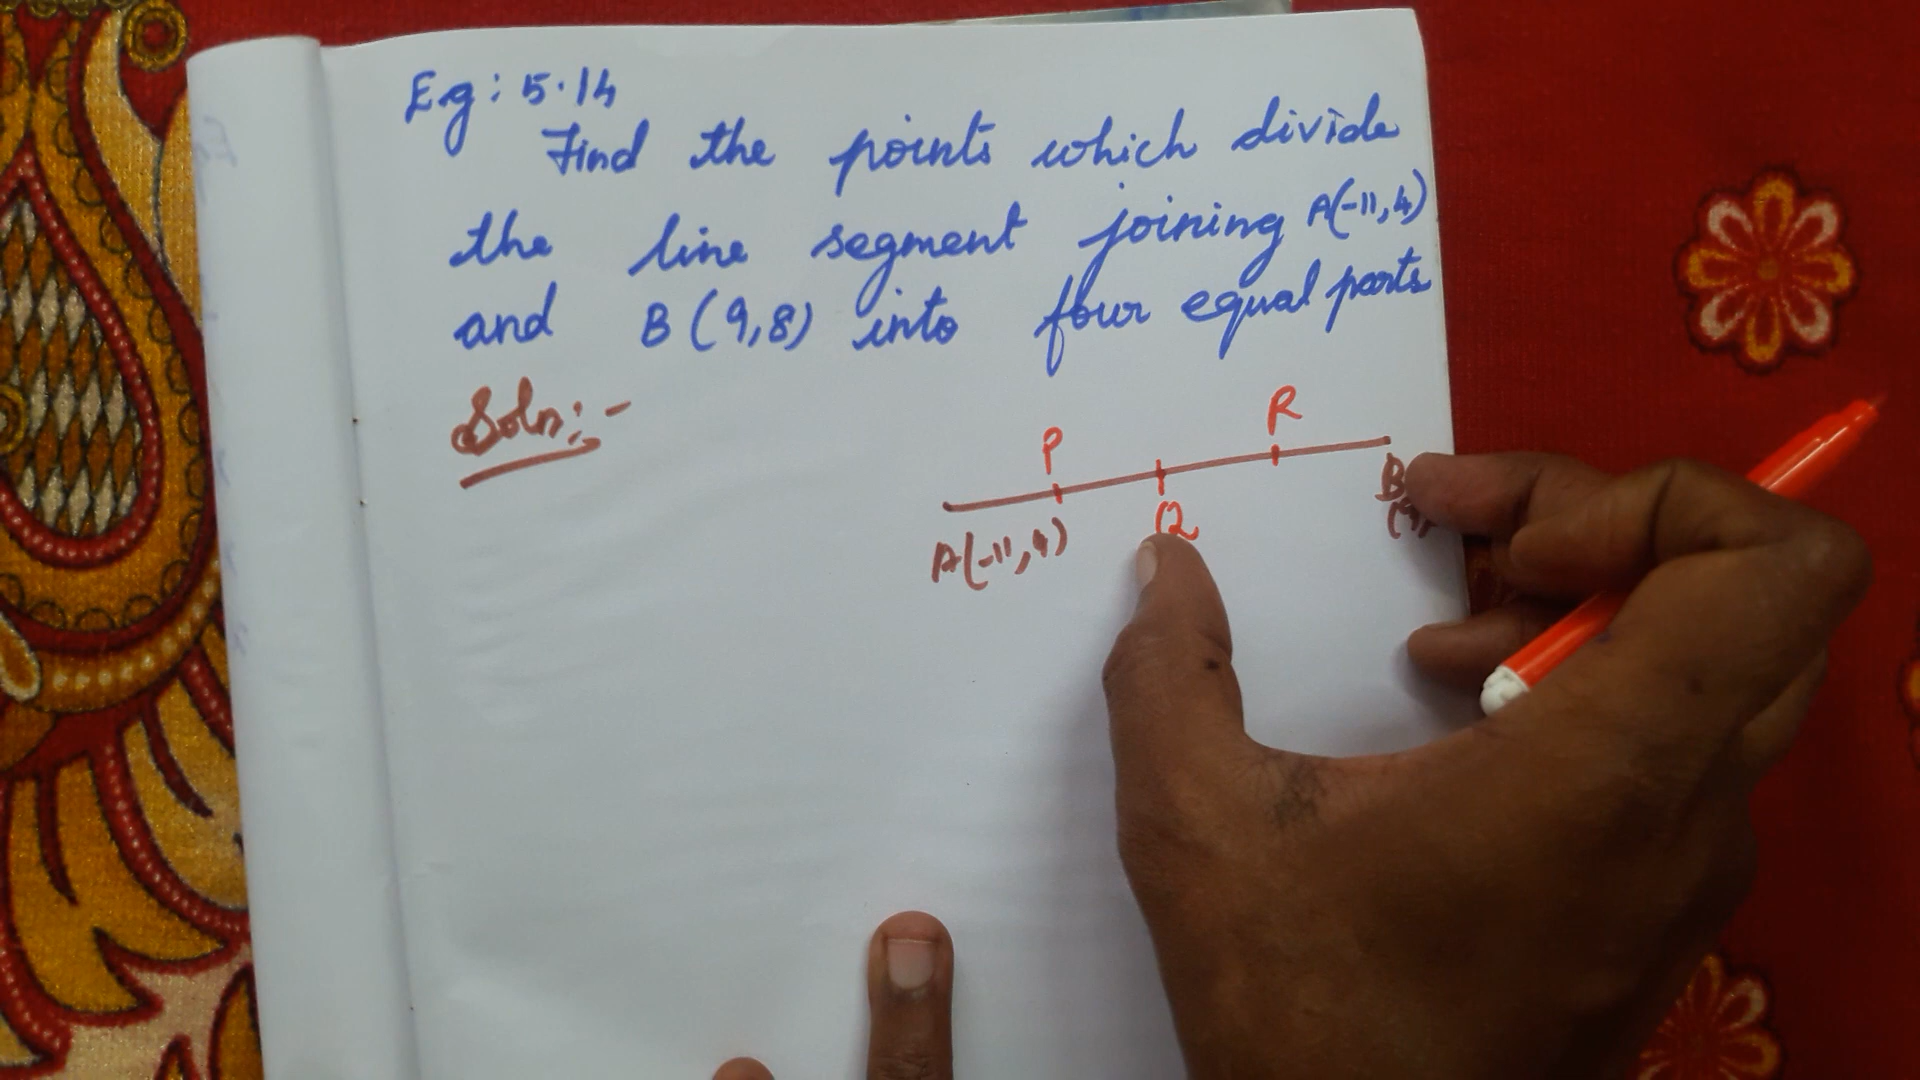 Eg: 5.14
Find the points which divide
the line segment joining A(-11,4)
and B(9,8) into four equal parts
Soln:-
P
R
Q
B
A(-11,4)
(9,